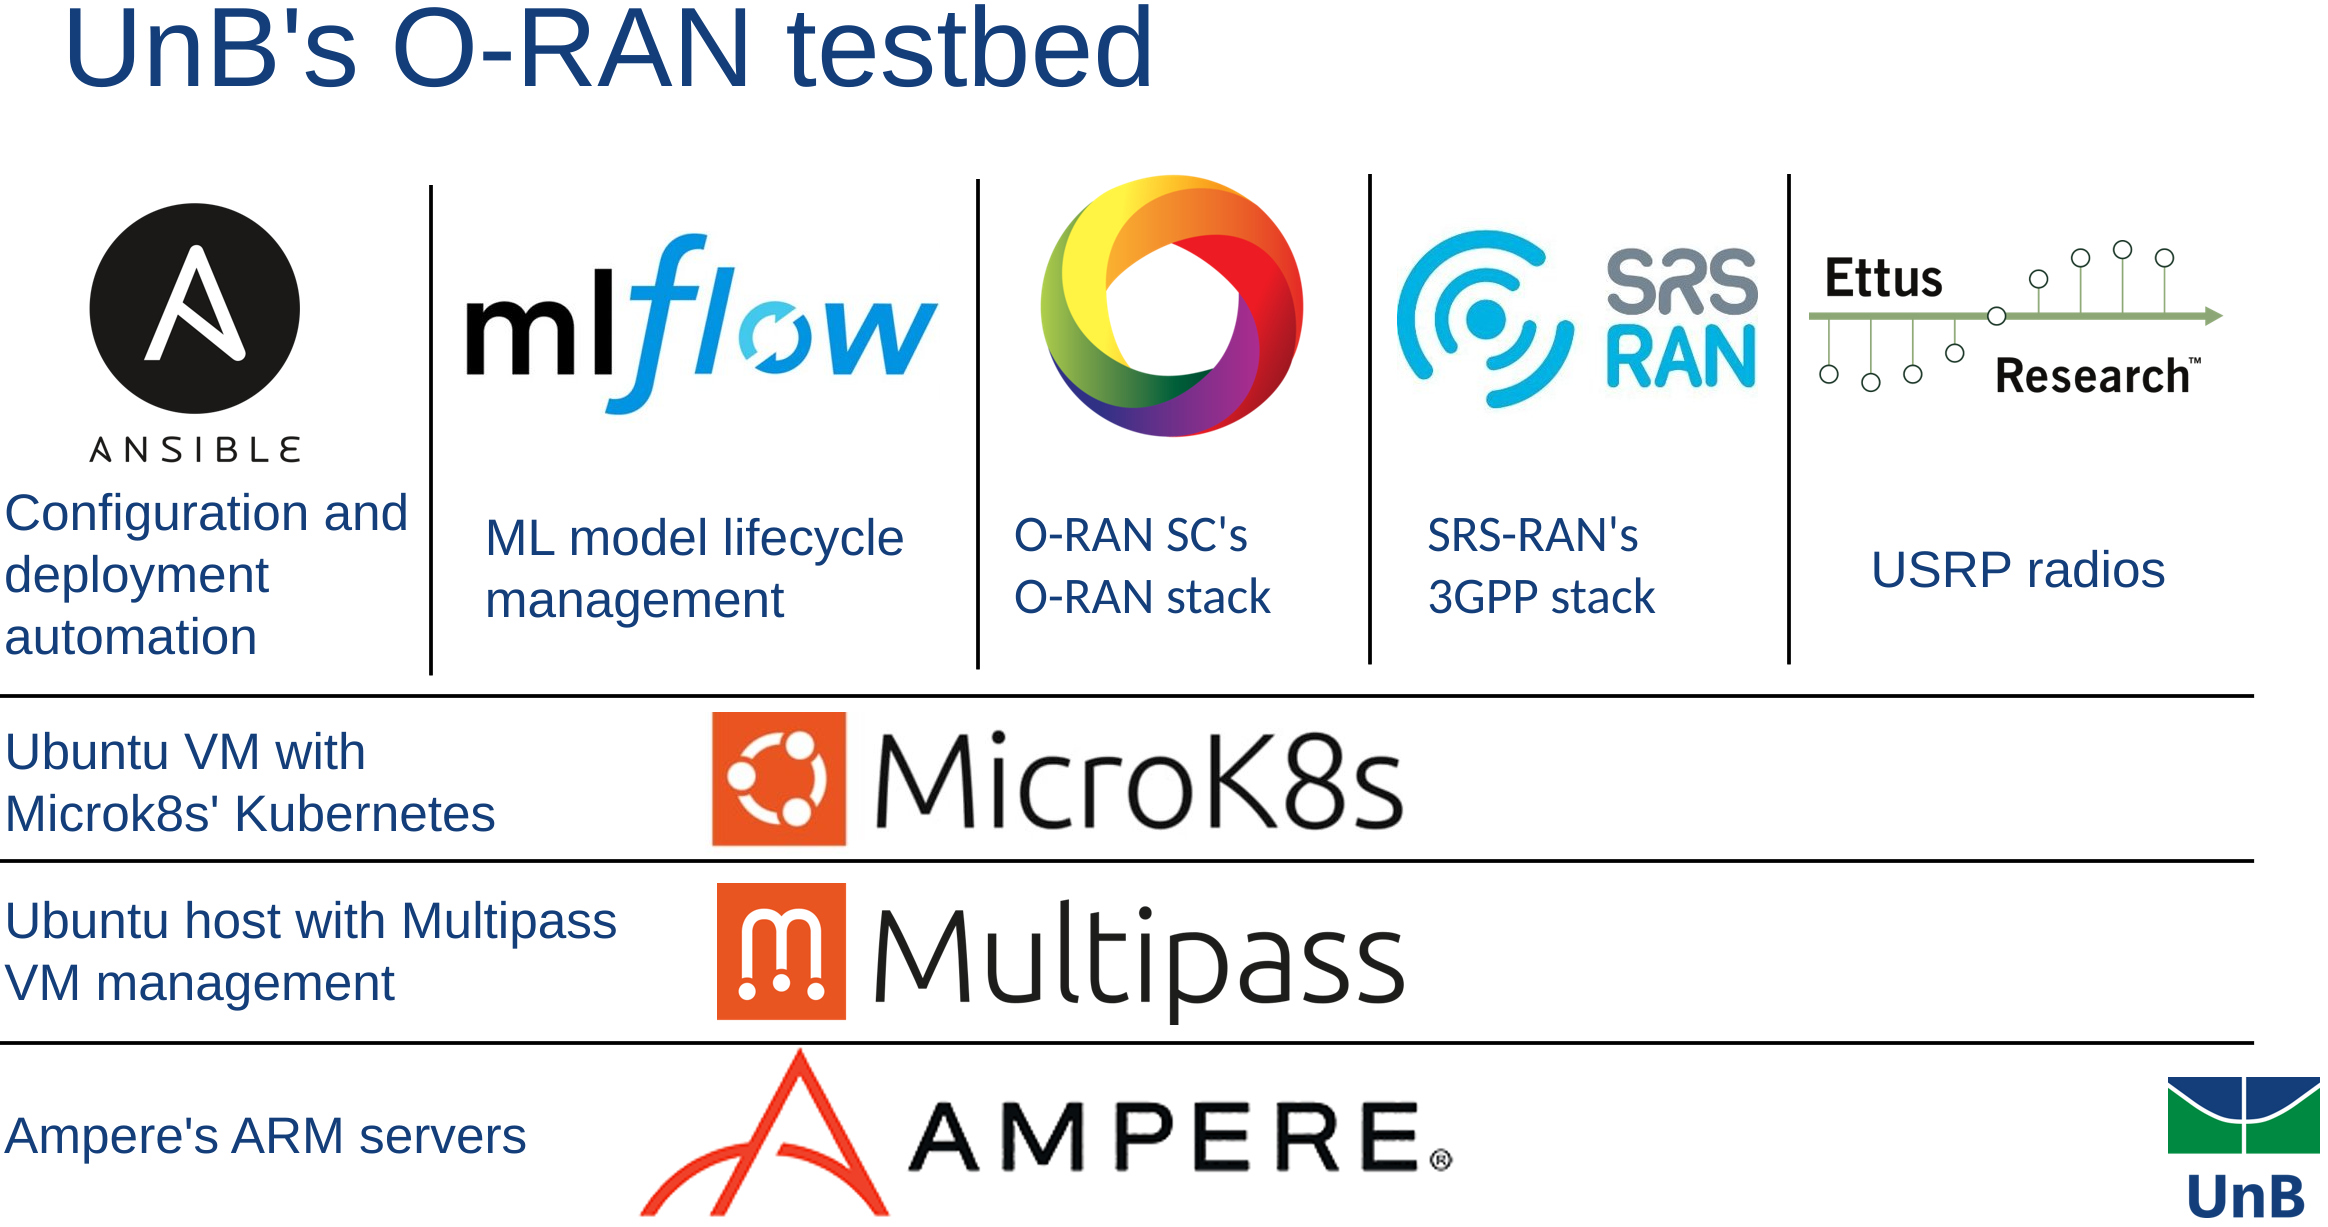 UnB's O-RAN testbed
ANSIBLE
Configuration and
deployment
automation
mlflow
ML model lifecycle
management
O-RAN SC's
O-RAN stack
SRS
RAN
SRS-RAN's
3GPP stack
Ettus
Research™
USRP radios
Ubuntu VM with
Microk8s' Kubernetes
MicroK8s
Ubuntu host with Multipass
VM management
Multipass
Ampere's ARM servers
AMPERE®
UnB